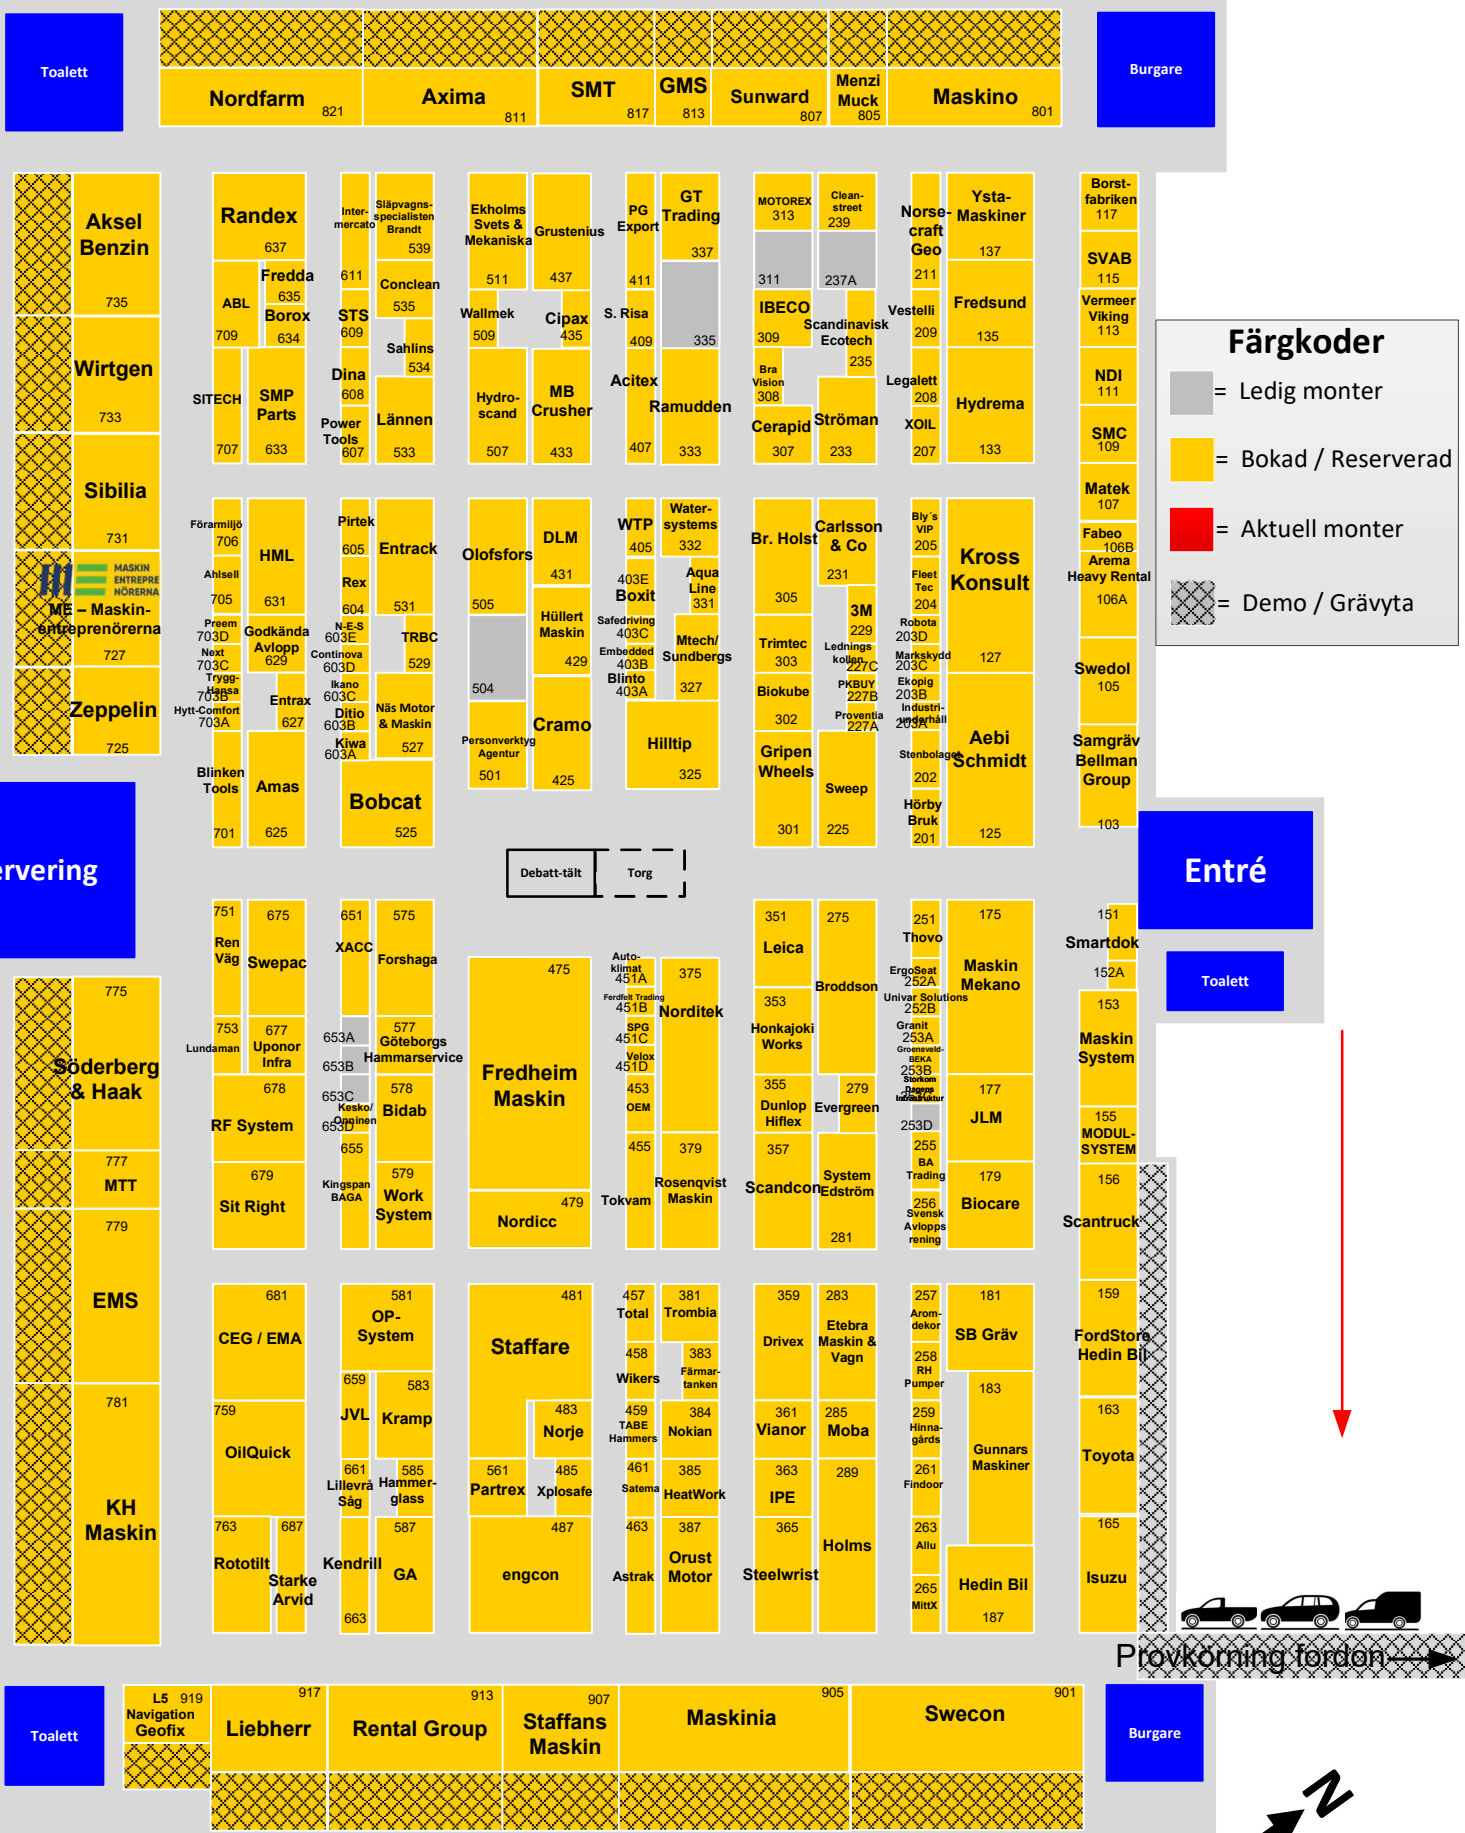 Toalett
Nordfarm
821
Axima
811
SMT
817
GMS
813
Sunward
807
Menzi
Muck
805
Maskino
801
Burgare
Aksel
Benzin
735
Wirtgen
733
Sibilia
731
MASKIN
ENTREPRE
NÖRERNA
ME – Maskin-
entreprenörerna
727
Zeppelin
725
Randex
637
ABL
709
Fredda
635
Borox
634
SITECH
707
SMP
Parts
633
Inter-
mercato
611
STS
609
Dina
608
Power
Tools
607
Släpvagns-
specialisten
Brandt
539
Conclean
535
Sahlins
534
Lännen
533
Ekholms
Svets &
Mekaniska
511
Wallmek
509
Hydro-
scand
507
Grustenius
437
Cipax
435
MB
Crusher
433
PG
Export
411
S. Risa
409
Acitex
407
GT
Trading
337
335
Ramudden
333
MOTOREX
313
311
IBECO
309
Bra
Vision
308
Cerapid
307
Clean-
street
239
237A
Scandinavisk
Ecotech
235
Ströman
233
Norse-
craft
Geo
211
Vestelli
209
Legalett
208
XOIL
207
Ysta-
Maskiner
137
Fredsund
135
Hydrema
133
Borst-
fabriken
117
SVAB
115
Vermeer
Viking
113
NDI
111
SMC
109
Matek
107
Fabeo
106B
Arema
Heavy Rental
106A
Swedol
105
Samgräv
Bellman
Group
103
Färgkoder
= Ledig monter
= Bokad / Reserverad
= Aktuell monter
= Demo / Grävyta
Förarmiljö
706
Ahlsell
705
Preem
703D
Next
703C
Trygg-
Hansa
703B
Hytt-Comfort
703A
Blinken
Tools
701
HML
631
Godkända
Avlopp
629
Entrax
627
Amas
625
Pirtek
605
Rex
604
N-E-S
603E
Continova
603D
Ikano
603C
Ditio
603B
Kiwa
603A
Entrack
531
TRBC
529
Näs Motor
& Maskin
527
Bobcat
525
Olofsfors
505
504
Personverktyg
Agentur
501
DLM
431
Hüllert
Maskin
429
Cramo
425
WTP
405
403E
Boxit
Safedriving
403C
Embedded
403B
Blinto
403A
Water-
systems
332
Aqua
Line
331
Mtech/
Sundbergs
327
Hilltip
325
Br. Holst
305
Trimtec
303
Biokube
302
Gripen
Wheels
301
Carlsson
& Co
231
3M
229
Lednings
kollen
227C
PKBUY
227B
Proventia
227A
Sweep
225
Bly´s
VIP
205
Fleet
Tec
204
Robota
203D
Markskydd
203C
Ekopig
203B
Industri-
underhåll
203A
Stenbolaget
202
Hörby
Bruk
201
Kross
Konsult
127
Aebi
Schmidt
125
ervering
Debatt-tält
Torg
Entré
Toalett
775
Söderberg
& Haak
777
MTT
779
EMS
781
KH
Maskin
751
Ren
Väg
753
Lundaman
675
Swepac
677
Uponor
Infra
678
RF System
679
Sit Right
651
XACC
653A
653B
653C
Kesko/
Onninen
653D
655
Kingspan
BAGA
575
Forshaga
577
Göteborgs
Hammarservice
578
Bidab
579
Work
System
475
Fredheim
Maskin
479
Nordicc
Auto-
klimat
451A
Ferdfelt Trading
451B
SPG
451C
Velox
451D
453
OEM
455
Tokvam
375
Norditek
379
Rosenqvist
Maskin
351
Leica
353
Honkajoki
Works
355
Dunlop
Hiflex
357
Scandcon
275
Broddson
279
Evergreen
System
Edström
281
251
Thovo
ErgoSeat
252A
Univar Solutions
252B
Granit
253A
Groeneveld-
BEKA
253B
Storkom
Dagens
Infrastruktur
253C
253D
255
BA
Trading
256
Svensk
Avlopps
rening
175
Maskin
Mekano
177
JLM
179
Biocare
151
Smartdok
152A
153
Maskin
System
155
MODUL-
SYSTEM
156
Scantruck
159
FordStore
Hedin Bil
163
Toyota
165
Isuzu
681
CEG / EMA
759
OilQuick
763
Rototilt
687
Starke
Arvid
581
OP-
System
659
JVL
583
Kramp
661
Lillevrå
Såg
585
Hammer-
glass
Kendrill
663
587
GA
481
Staffare
483
Norje
561
Partrex
485
Xplosafe
487
engcon
457
Total
458
Wikers
459
TABE
Hammers
461
Satema
463
Astrak
381
Trombia
383
Färmar-
tanken
384
Nokian
385
HeatWork
387
Orust
Motor
359
Drivex
361
Vianor
363
IPE
365
Steelwrist
283
Etebra
Maskin &
Vagn
285
Moba
289
Holms
257
Arom-
dekor
258
RH
Pumper
259
Hinna-
gårds
261
Findoor
263
Allu
265
MittX
181
SB Gräv
183
Gunnars
Maskiner
Hedin Bil
187
Provkörning fordon
Toalett
L5 919
Navigation
Geofix
917
Liebherr
913
Rental Group
907
Staffans
Maskin
905
Maskinia
901
Swecon
Burgare
N